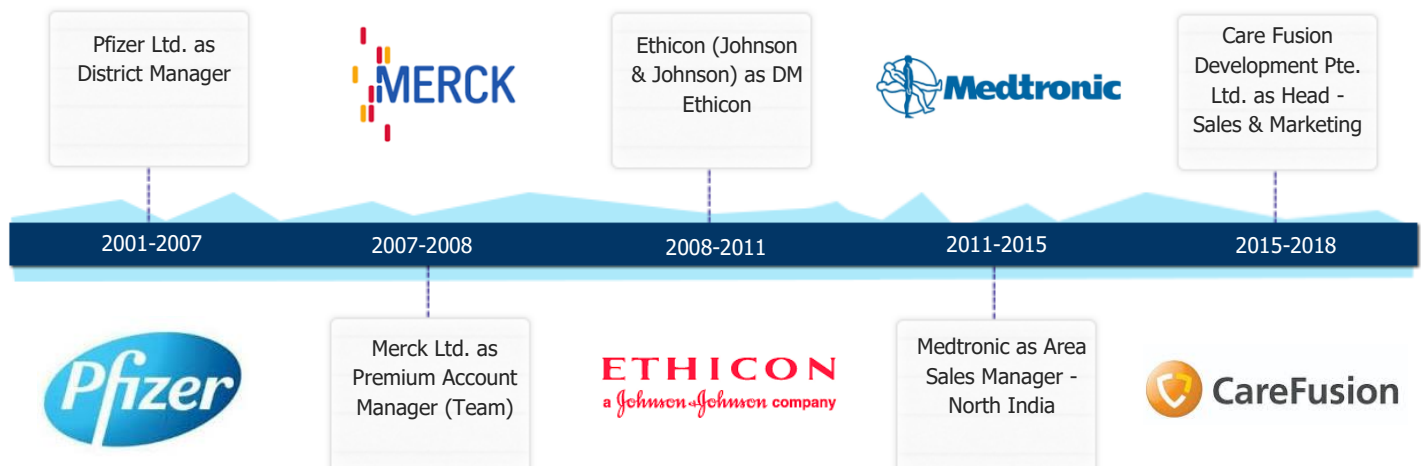 Pfizer Ltd. as
District Manager
MERCK
Ethicon (Johnson
& Johnson) as DM
Ethicon
Medtronic
Care Fusion
Development Pte.
Ltd. as Head -
Sales & Marketing
2001-2007
2007-2008
2008-2011
2011-2015
2015-2018
Pfizer
Merck Ltd. as
Premium Account
Manager (Team)
ETHICON
a Johnson & Johnson company
Medtronic as Area
Sales Manager -
North India
CareFusion